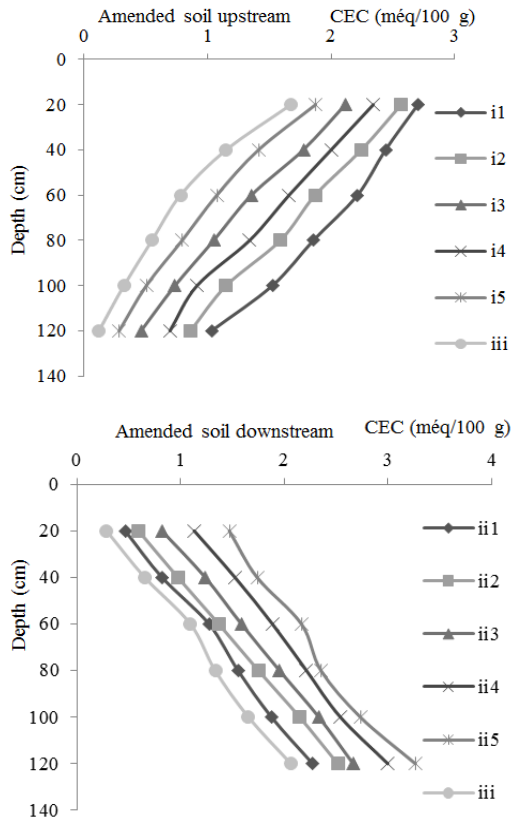 Amended soil upstream CEC (méq/100 g)
0 1 2 3
0
20
40
60
80
100
120
140
Depth (cm)
i1
i2
i3
i4
i5
iii
Amended soil downstream CEC (méq/100 g)
0 1 2 3 4
0
20
40
60
80
100
120
140
Depth (cm)
ii1
ii2
ii3
ii4
ii5
iii